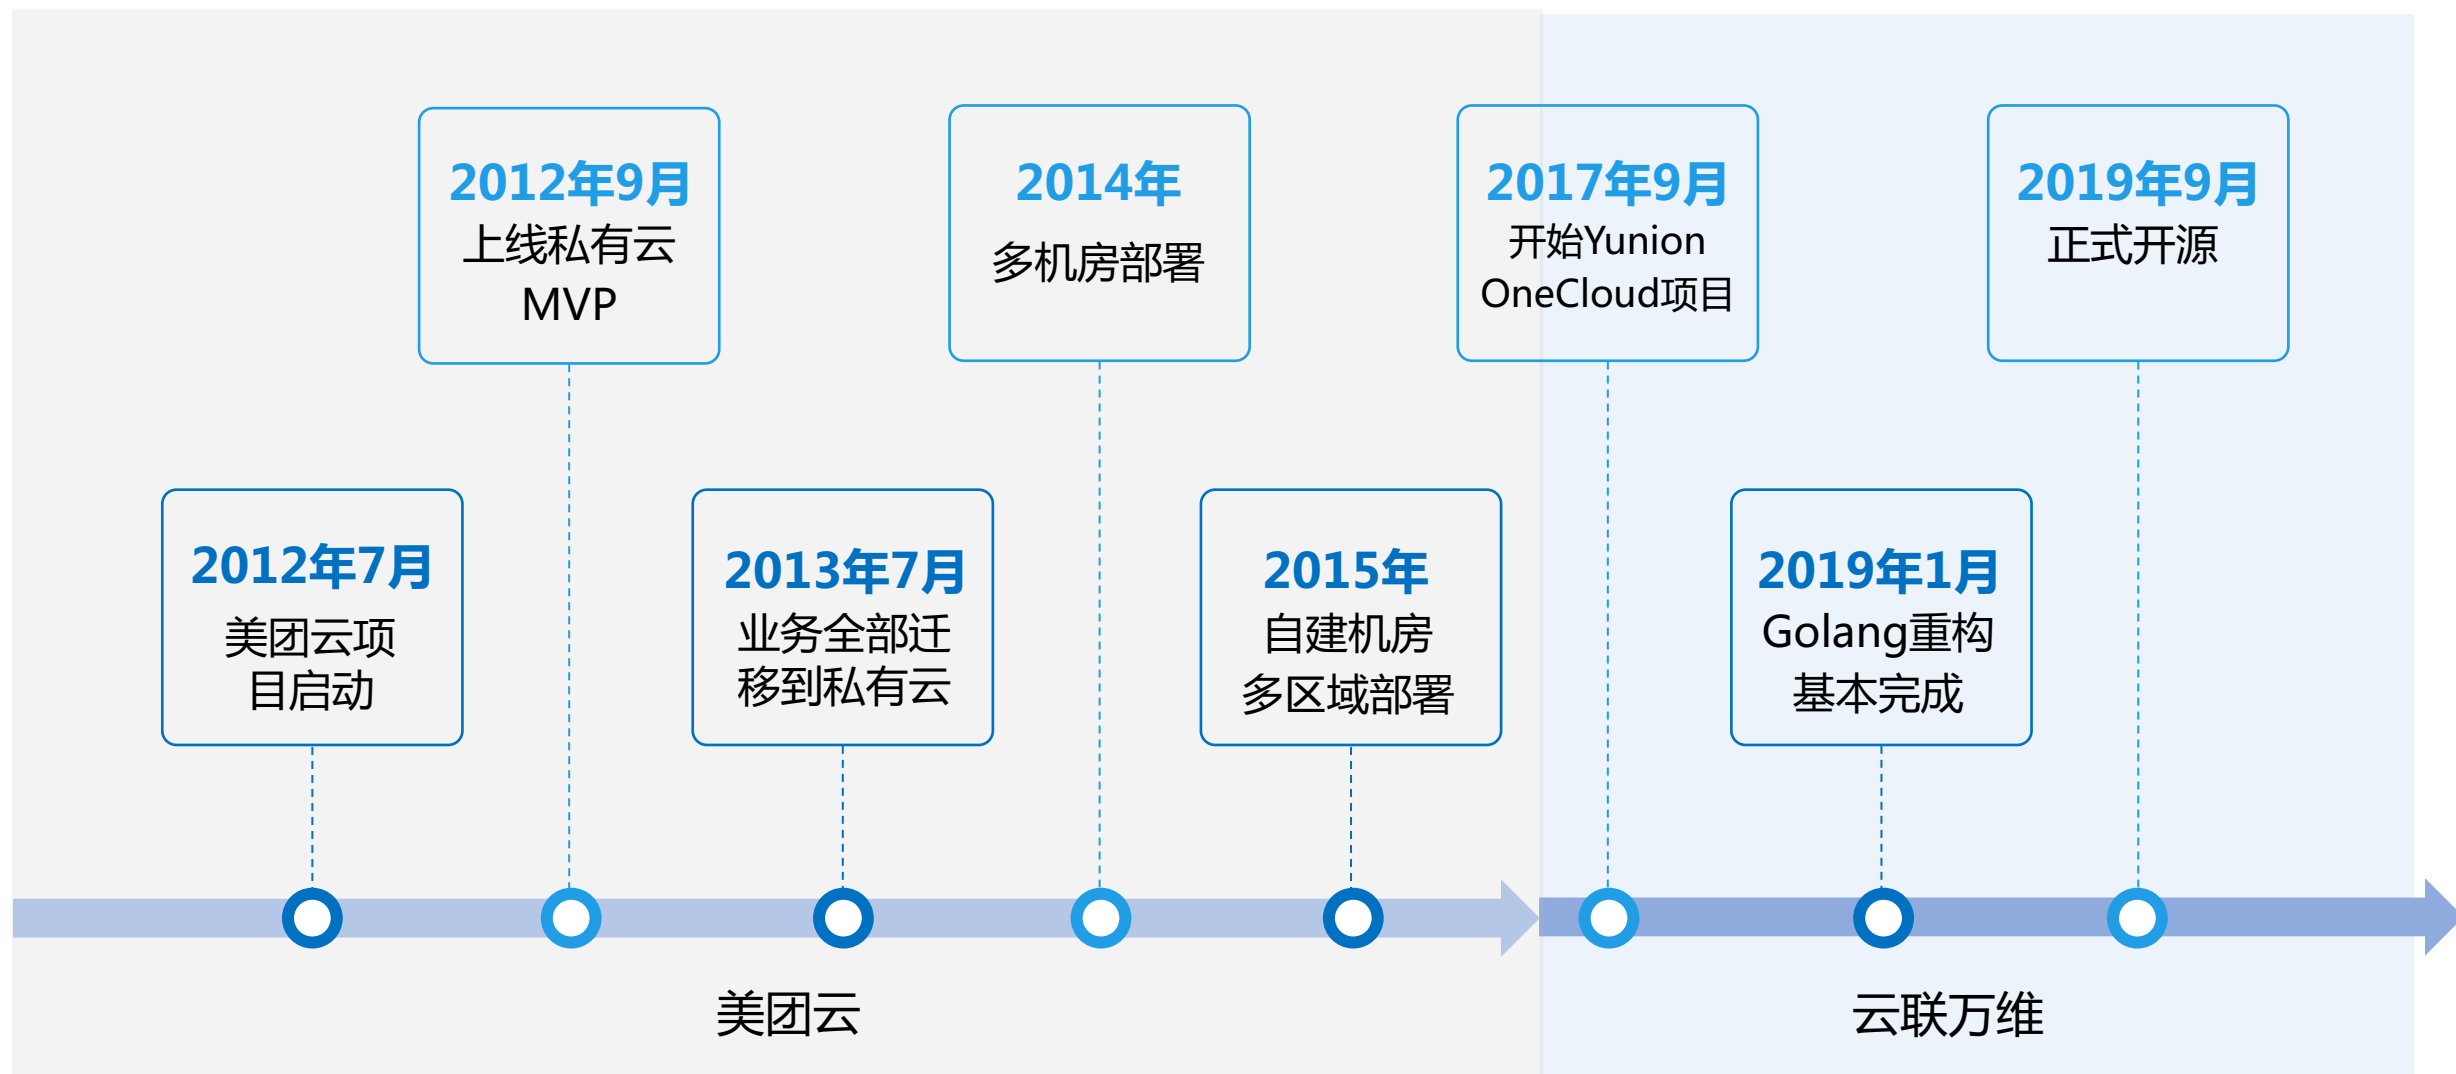 2012年9月
上线私有云
MVP
2014年
多机房部署
2017年9月
开始Yunion
OneCloud项目
2019年9月
正式开源
2012年7月
美团云项
目启动
2013年7月
业务全部迁
移到私有云
2015年
自建机房
多区域部署
2019年1月
Golang重构
基本完成
美团云
云联万维